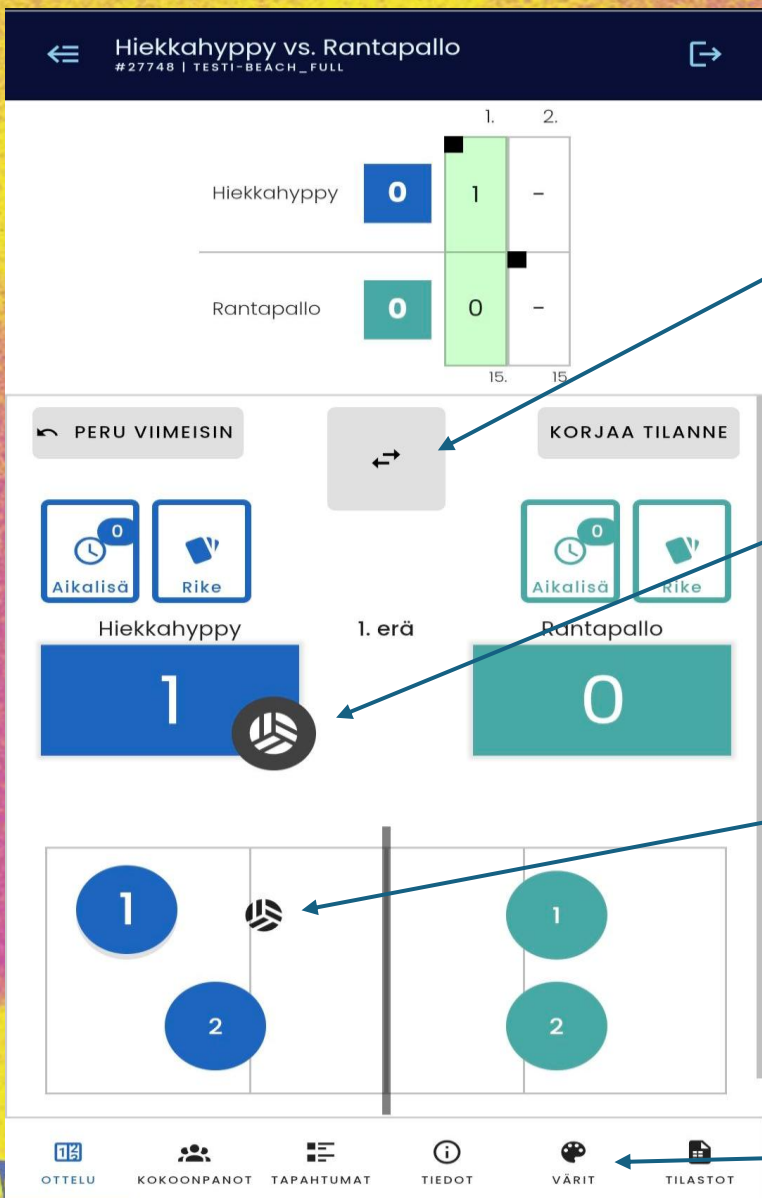 Hiekkahyppy vs. Rantapallo
#27748 | TESTI-BEACH_FULL
1. 2.
Hiekkahyppy 0 1 -
Rantapallo 0 0 -
15. 15.
PERU VIIMEISIN
KORJAA TILANNE
0 0
Aikalisä Rike Aikalisä Rike
Hiekkahyppy 1. erä Rantapallo
1 0
1 1
2 2
OTTELU KOKOONPANOT TAPAHTUMAT TIEDOT VÄRIT TILASTOT